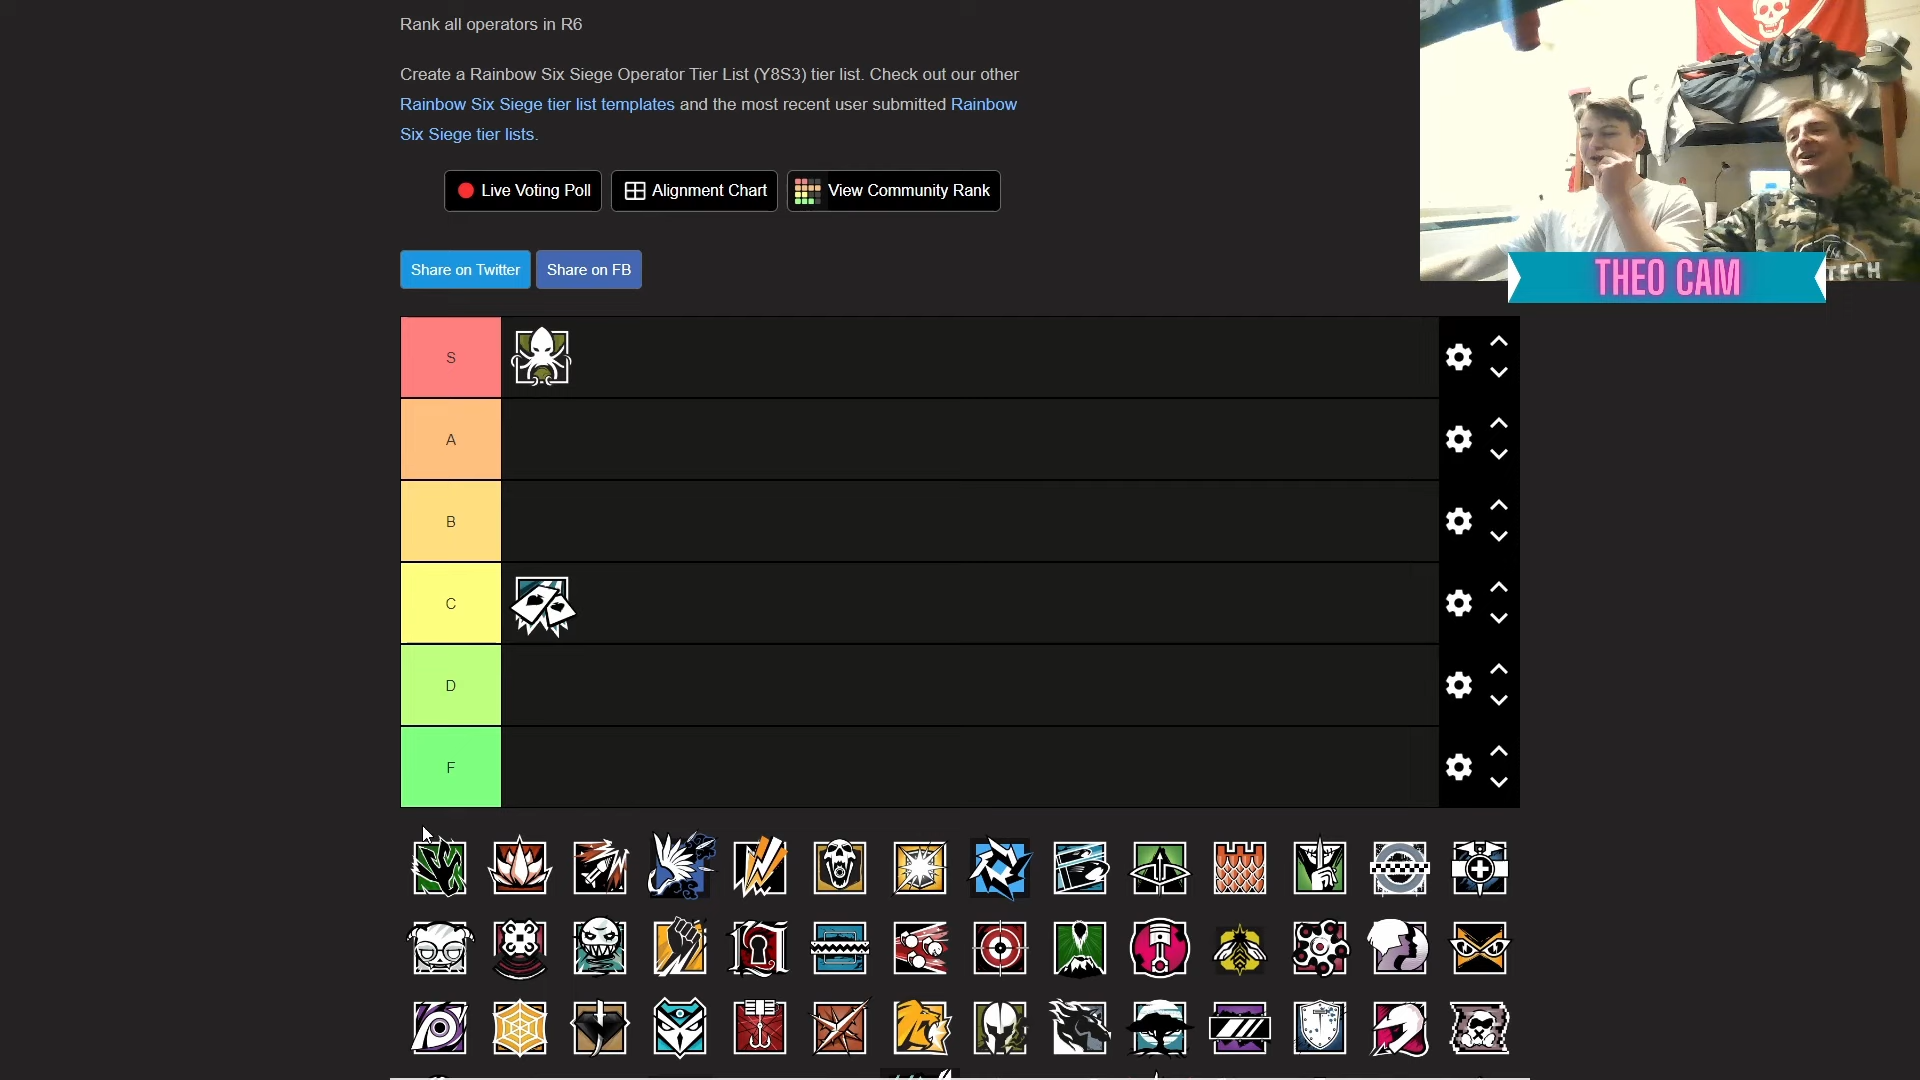 Rank all operators in R6
Create a Rainbow Six Siege Operator Tier List (Y8S3) tier list. Check out our other
Rainbow Six Siege tier list templates and the most recent user submitted Rainbow
Six Siege tier lists.
Live Voting Poll
Alignment Chart
View Community Rank
Share on Twitter
Share on FB
THEO CAM
TECH
S
A
B
C
D
F